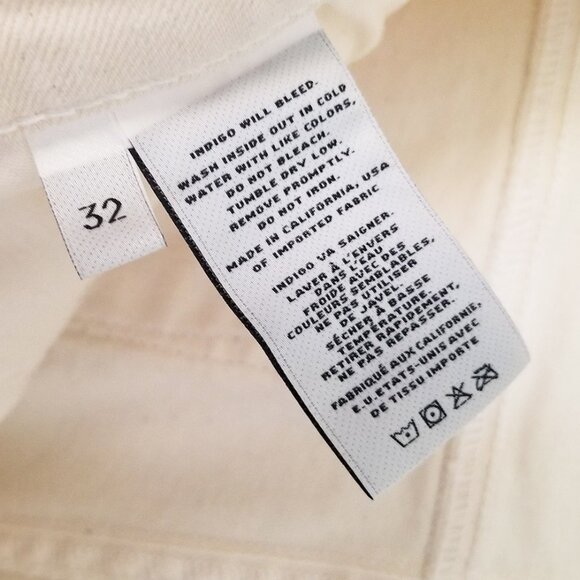 32
INDIGO WILL BLEED.
WASH INSIDE OUT IN COLD
WATER WITH LIKE COLORS,
DO NOT BLEACH.
TUMBLE DRY LOW.
REMOVE PROMPTLY.
DO NOT IRON.
MADE IN CALIFORNIA, USA
OF IMPORTED FABRIC
INDIGO VA SAIGNER.
LAVER À L'ENVERS
DANS L'EAU
FROIDE AVEC DES
COULEURS SEMBLABLES,
NE PAS UTILISER
DE JAVEL.
SÉCHER À BASSE
TEMPÉRATURE.
RETIRER RAPIDEMENT.
NE PAS REPASSER.
FABRIQUÉ AUX CALIFORNIE,
E.U.ETATS-UNIS AVEC
DE TISSU IMPORTE